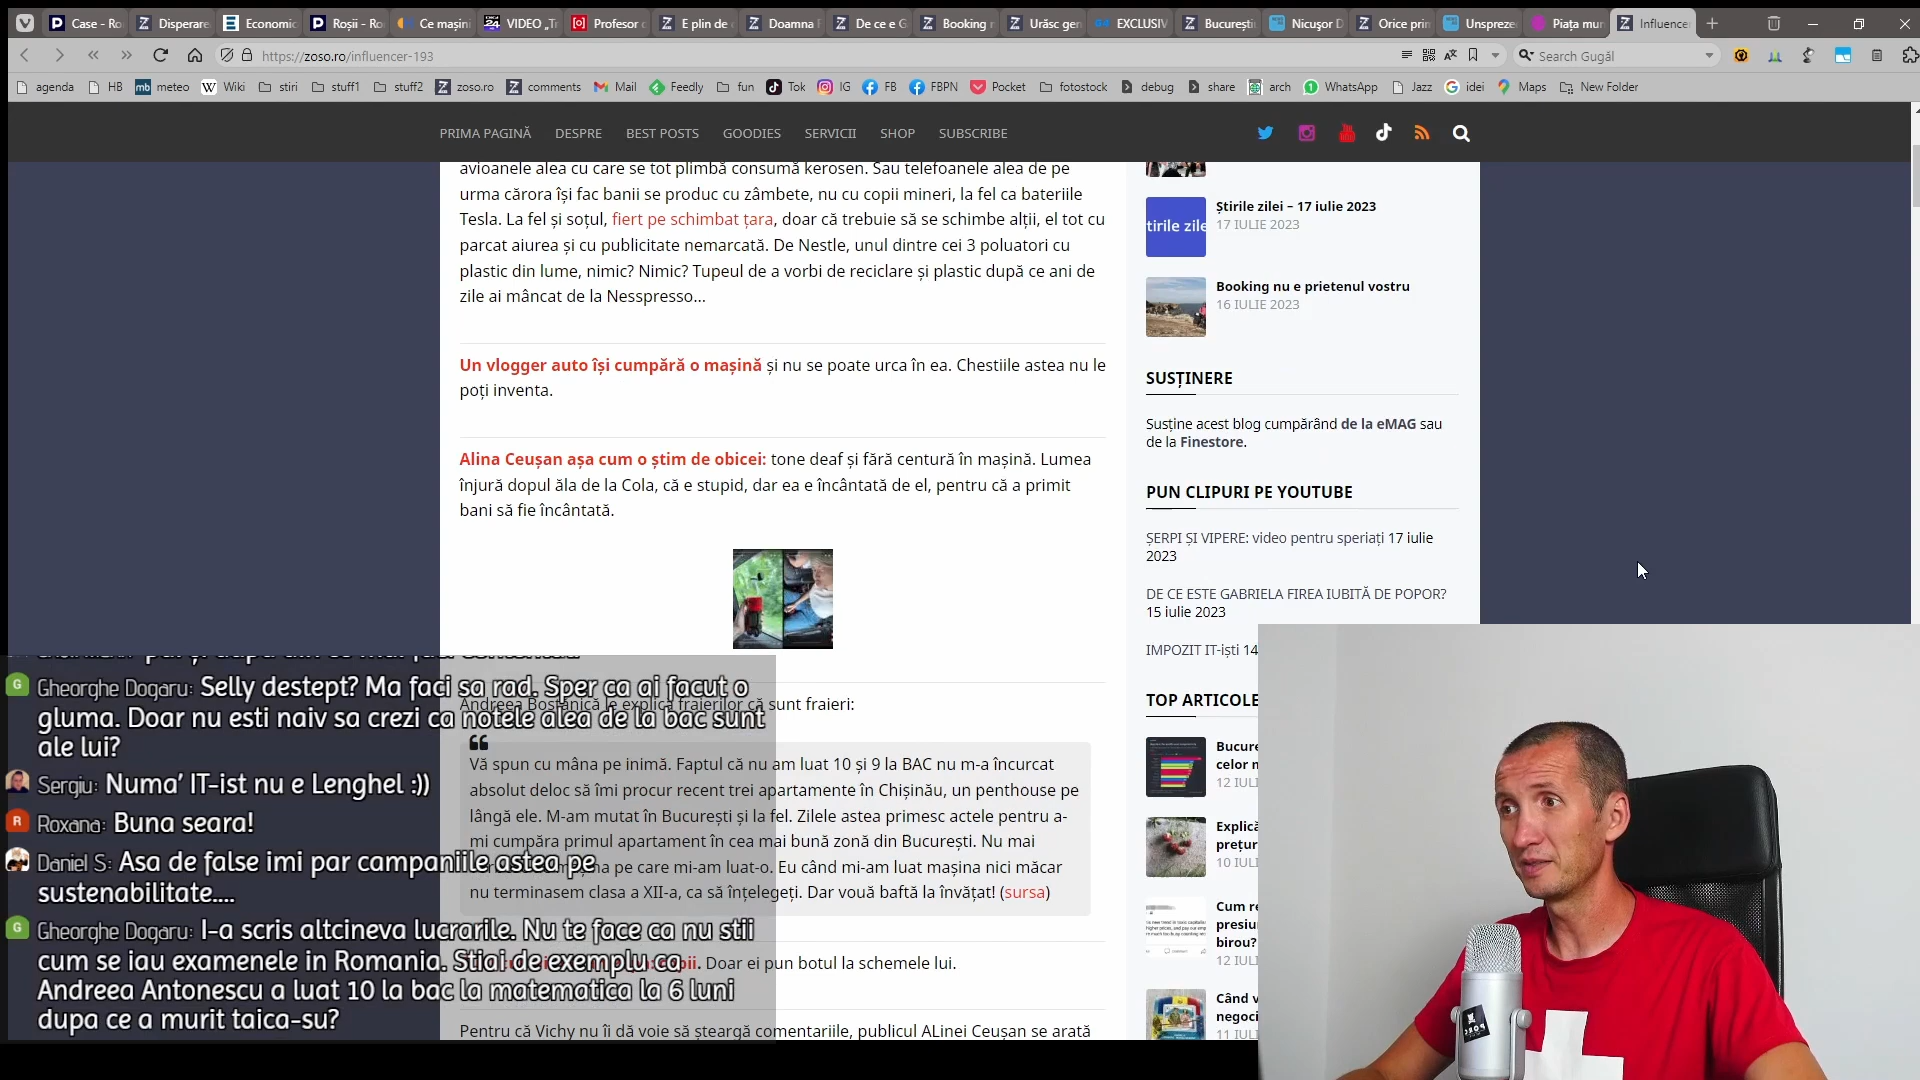 Case - Ro
Disperare
Economic
Roșii - Ro
Ce mașini
VIDEO „Tr
Profesor c
E plin de
Doamna F
De ce e G
Booking n
Urăsc gen
EXCLUSIV
București
Nicuşor D
Orice prin
Unspreze
Piața mun
Influencer
https://zoso.ro/influencer-193
Search Gugăl
agenda
HB
meteo
Wiki
stiri
stuff1
stuff2
zoso.ro
comments
Mail
Feedly
fun
Tok
IG
FB
FBPN
Pocket
fotostock
debug
share
arch
WhatsApp
Jazz
idei
Maps
New Folder
PRIMA PAGINĂ
DESPRE
BEST POSTS
GOODIES
SERVICII
SHOP
SUBSCRIBE
avioanele alea cu care se tot plimbă consumă kerosen. Sau telefoanele alea de pe
urma cărora își fac banii se produc cu zâmbete, nu cu copii mineri, la fel ca bateriile
Tesla. La fel și soțul, fiert pe schimbat țara, doar că trebuie să se schimbe alții, el tot cu
parcat aiurea și cu publicitate nemarcată. De Nestle, unul dintre cei 3 poluatori cu
plastic din lume, nimic? Nimic? Tupeul de a vorbi de reciclare și plastic după ce ani de
zile ai mâncat de la Nesspresso...
Un vlogger auto își cumpără o mașină și nu se poate urca în ea. Chestiile astea nu le
poți inventa.
Alina Ceușan așa cum o știm de obicei: tone deaf și fără centură în mașină. Lumea
înjură dopul ăla de la Cola, că e stupid, dar ea e încântată de el, pentru că a primit
bani să fie încântată.
Andreea Bostănică le explică fraierilor că sunt fraieri:
Vă spun cu mâna pe inimă. Faptul că nu am luat 10 și 9 la BAC nu m-a încurcat
absolut deloc să îmi procur recent trei apartamente în Chișinău, un penthouse pe
lângă ele. M-am mutat în București și la fel. Zilele astea primesc actele pentru a-
mi cumpăra primul apartament în cea mai bună zonă din București. Nu mai
pe care mi-am luat-o. Eu când mi-am luat mașina nici măcar
nu terminasem clasa a XII-a, ca să înțelegeți. Dar vouă baftă la învățat! (sursa)
Doar ei pun botul la schemele lui.
Pentru că Vichy nu îi dă voie să șteargă comentariile, publicul ALinei Ceușan se arată
tirile zile
Știrile zilei – 17 iulie 2023
17 IULIE 2023
Booking nu e prietenul vostru
16 IULIE 2023
SUSȚINERE
Susține acest blog cumpărând de la eMAG sau
de la Finestore.
PUN CLIPURI PE YOUTUBE
ȘERPI ȘI VIPERE: video pentru speriați 17 iulie
2023
DE CE ESTE GABRIELA FIREA IUBITĂ DE POPOR?
15 iulie 2023
IMPOZIT IT-iști 14
TOP ARTICOLE
Bucure
celor m
12 IULI
Explică
prețur
10 IULI
Cum re
presiu
birou?
12 IULI
Când v
negoci
11 IULI
Gheorghe Dogaru: Selly destept? Ma faci sa rad. Sper ca ai facut o
gluma. Doar nu esti naiv sa crezi ca notele alea de la bac sunt
ale lui?
Sergiu: Numa' IT-ist nu e Lenghel :))
Roxana: Buna seara!
Daniel S: Asa de false imi par campaniile astea pe
sustenabilitate....
Gheorghe Dogaru: I-a scris altcineva lucrarile. Nu te face ca nu stii
cum se iau examenele in Romania. Stiai de exemplu ca
Andreea Antonescu a luat 10 la bac la matematica la 6 luni
dupa ce a murit taica-su?